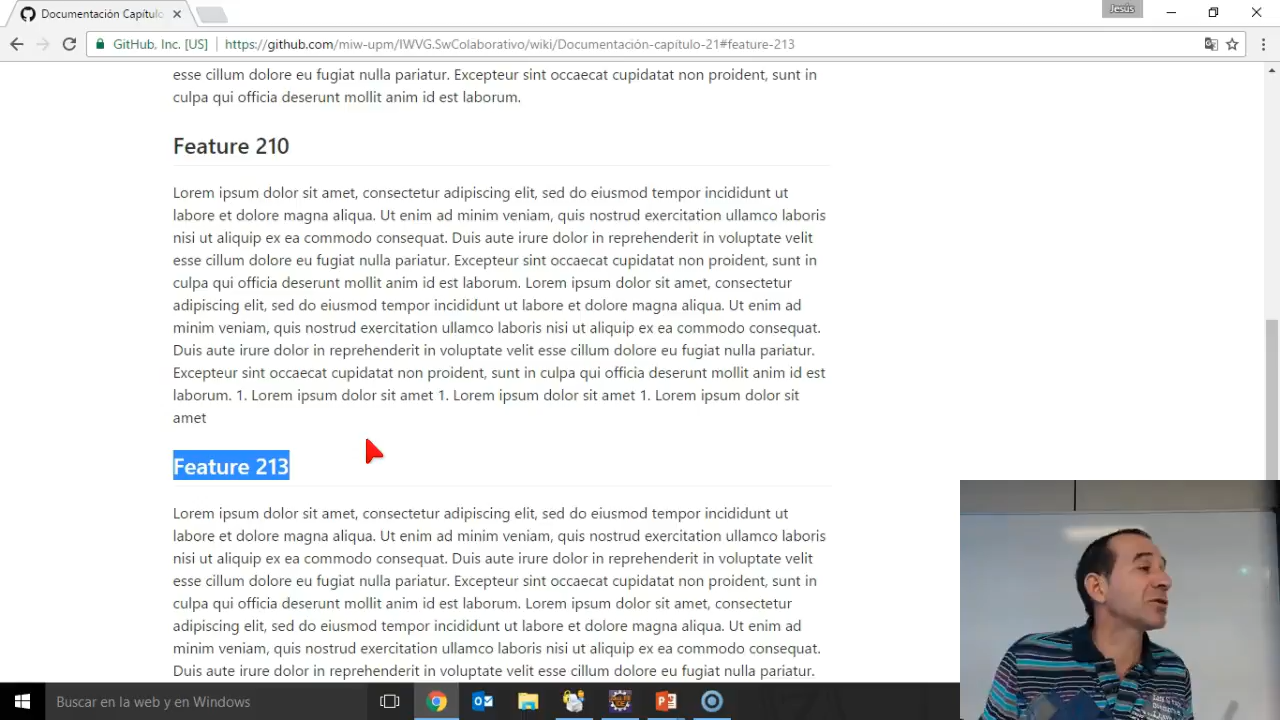 Documentación Capítulo
Jesús
GitHub, Inc. [US]
https://github.com/miw-upm/IWVG.SwColaborativo/wiki/Documentación-capítulo-21#feature-213
esse cillum dolore eu fugiat nulla pariatur. Excepteur sint occaecat cupidatat non proident, sunt in
culpa qui officia deserunt mollit anim id est laborum.
Feature 210
Lorem ipsum dolor sit amet, consectetur adipiscing elit, sed do eiusmod tempor incididunt ut
labore et dolore magna aliqua. Ut enim ad minim veniam, quis nostrud exercitation ullamco laboris
nisi ut aliquip ex ea commodo consequat. Duis aute irure dolor in reprehenderit in voluptate velit
esse cillum dolore eu fugiat nulla pariatur. Excepteur sint occaecat cupidatat non proident, sunt in
culpa qui officia deserunt mollit anim id est laborum. Lorem ipsum dolor sit amet, consectetur
adipiscing elit, sed do eiusmod tempor incididunt ut labore et dolore magna aliqua. Ut enim ad
minim veniam, quis nostrud exercitation ullamco laboris nisi ut aliquip ex ea commodo consequat.
Duis aute irure dolor in reprehenderit in voluptate velit esse cillum dolore eu fugiat nulla pariatur.
Excepteur sint occaecat cupidatat non proident, sunt in culpa qui officia deserunt mollit anim id est
laborum. 1. Lorem ipsum dolor sit amet 1. Lorem ipsum dolor sit amet 1. Lorem ipsum dolor sit
amet
Feature 213
Lorem ipsum dolor sit amet, consectetur adipiscing elit, sed do eiusmod tempor incididunt ut
labore et dolore magna aliqua. Ut enim ad minim veniam, quis nostrud exercitation ullamco laboris
nisi ut aliquip ex ea commodo consequat. Duis aute irure dolor in reprehenderit in voluptate velit
esse cillum dolore eu fugiat nulla pariatur. Excepteur sint occaecat cupidatat non proident, sunt in
culpa qui officia deserunt mollit anim id est laborum. Lorem ipsum dolor sit amet, consectetur
adipiscing elit, sed do eiusmod tempor incididunt ut labore et dolore magna aliqua. Ut enim ad
minim veniam, quis nostrud exercitation ullamco laboris nisi ut aliquip ex ea commodo consequat.
Duis aute irure dolor in reprehenderit in voluptate velit esse cillum dolore eu fugiat nulla pariatur.
Buscar en la web y en Windows